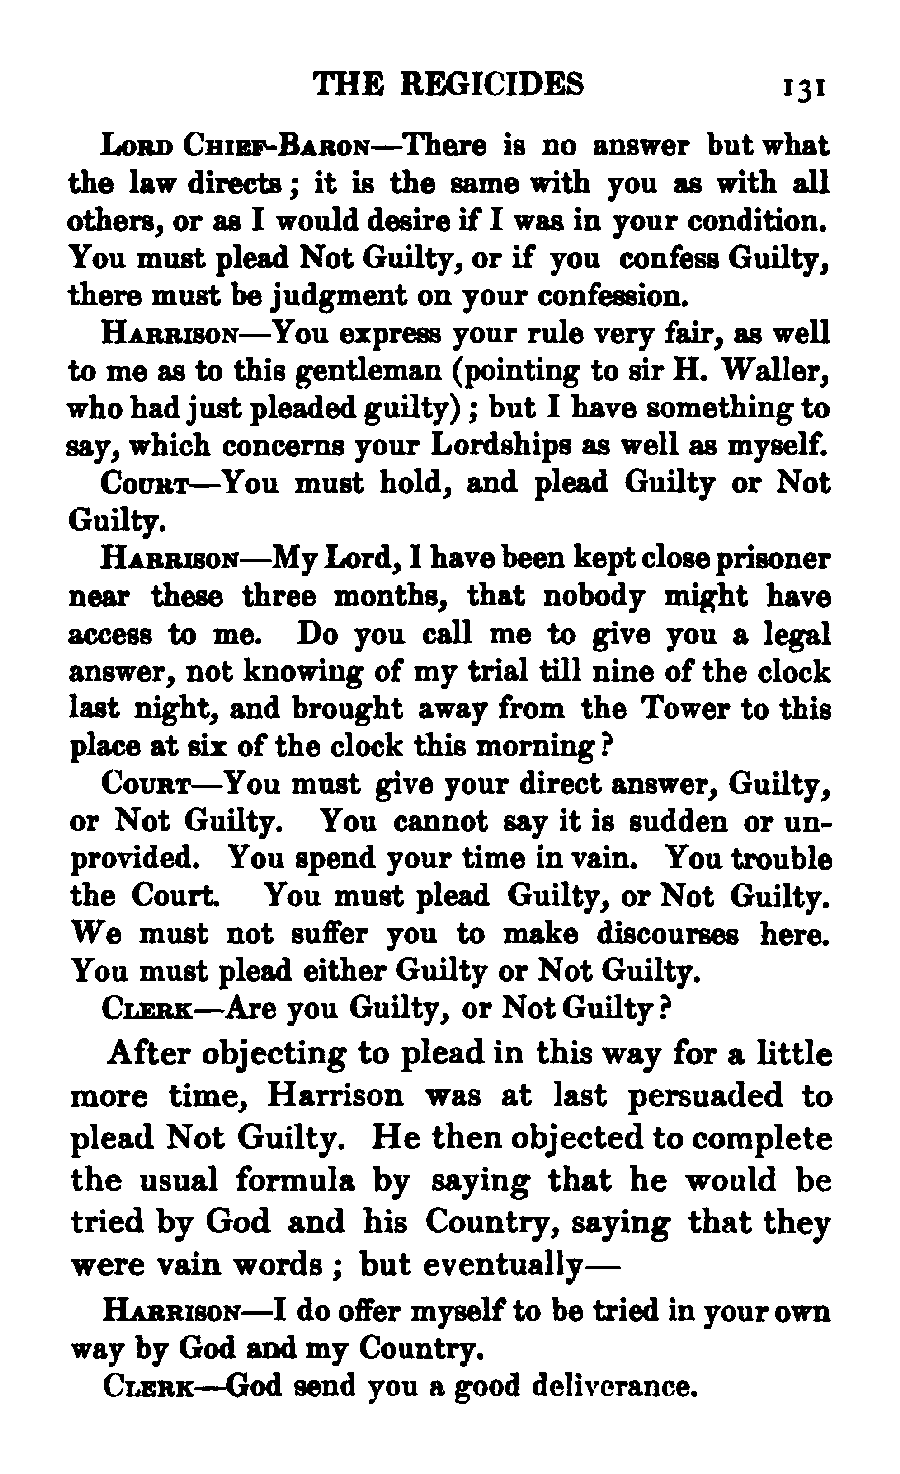 THE REGICIDES 131
LORD CHIEF-BARON—There is no answer but what
the law directs; it is the same with you as with all
others, or as I would desire if I was in your condition.
You must plead Not Guilty, or if you confess Guilty,
there must be judgment on your confession.
HARRISON—You express your rule very fair, as well
to me as to this gentleman (pointing to sir H. Waller,
who had just pleaded guilty); but I have something to
say, which concerns your Lordships as well as myself.
COURT—You must hold, and plead Guilty or Not
Guilty.
HARRISON—My Lord, I have been kept close prisoner
near these three months, that nobody might have
access to me. Do you call me to give you a legal
answer, not knowing of my trial till nine of the clock
last night, and brought away from the Tower to this
place at six of the clock this morning?
COURT—You must give your direct answer, Guilty,
or Not Guilty. You cannot say it is sudden or un-
provided. You spend your time in vain. You trouble
the Court. You must plead Guilty, or Not Guilty.
We must not suffer you to make discourses here.
You must plead either Guilty or Not Guilty.
CLERK—Are you Guilty, or Not Guilty?
After objecting to plead in this way for a little
more time, Harrison was at last persuaded to
plead Not Guilty. He then objected to complete
the usual formula by saying that he would be
tried by God and his Country, saying that they
were vain words; but eventually—
HARRISON—I do offer myself to be tried in your own
way by God and my Country.
CLERK—God send you a good deliverance.